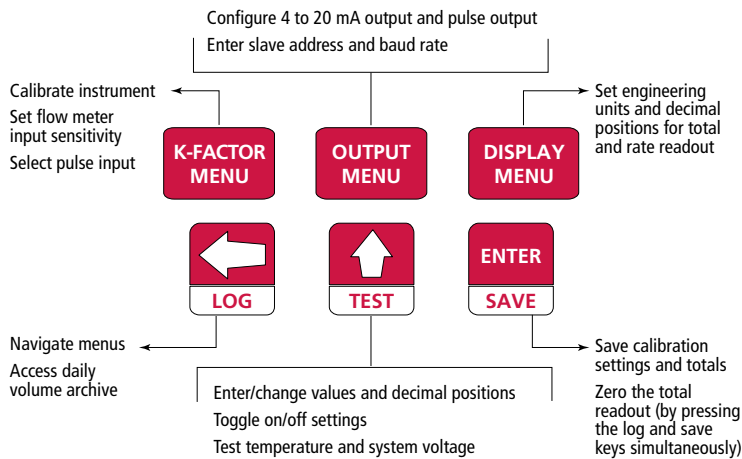 Configure 4 to 20 mA output and pulse output
Enter slave address and baud rate
Calibrate instrument
Set flow meter
input sensitivity
Select pulse input
Set engineering
units and decimal
positions for total
and rate readout
K-FACTOR
MENU
OUTPUT
MENU
DISPLAY
MENU
ENTER
LOG
TEST
SAVE
Navigate menus
Access daily
volume archive
Enter/change values and decimal positions
Toggle on/off settings
Test temperature and system voltage
Save calibration
settings and totals
Zero the total
readout (by pressing
the log and save
keys simultaneously)